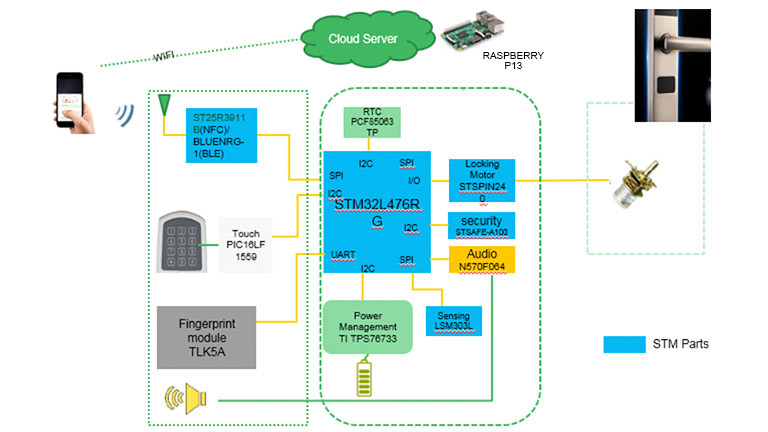 Cloud Server
WIFI
RASPBERRY
P13
ST25R3911
B(NFC)/
BLUENRG-
1(BLE)
RTC
PCF85063
TP
I2C
SPI
SPI
I/O
I2C
STM32L476R
G
I2C
UART
SPI
I2C
Locking
Motor
STSPIN24
0
security
STSAFE-A100
Audio
N570F064
Touch
PIC16LF
1559
Fingerprint
module
TLK5A
Power
Management
TI TPS76733
Sensing
LSM303L
STM Parts